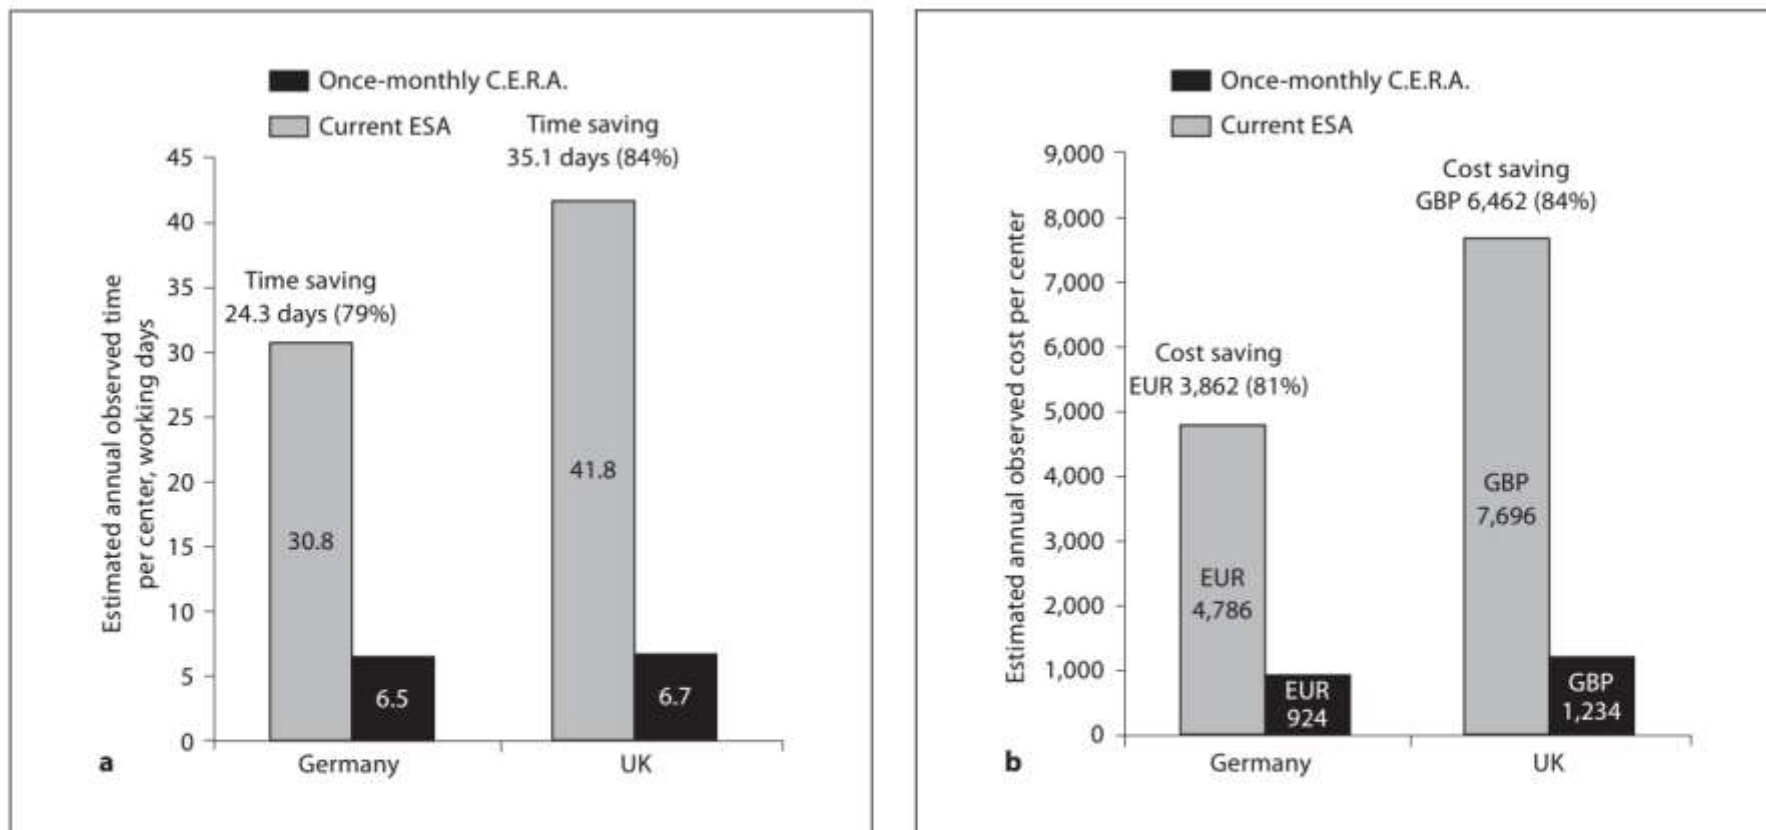 Once-monthly C.E.R.A.
Current ESA
Time saving
35.1 days (84%)
Time saving
24.3 days (79%)
Estimated annual observed time
per center, working days
45
40
35
30
25
20
15
10
5
0
30.8
6.5
41.8
6.7
Germany
UK
a
Once-monthly C.E.R.A.
Current ESA
Cost saving
GBP 6,462 (84%)
Cost saving
EUR 3,862 (81%)
Estimated annual observed cost per center
9,000
8,000
7,000
6,000
5,000
4,000
3,000
2,000
1,000
0
EUR
4,786
EUR
924
GBP
7,696
GBP
1,234
Germany
UK
b